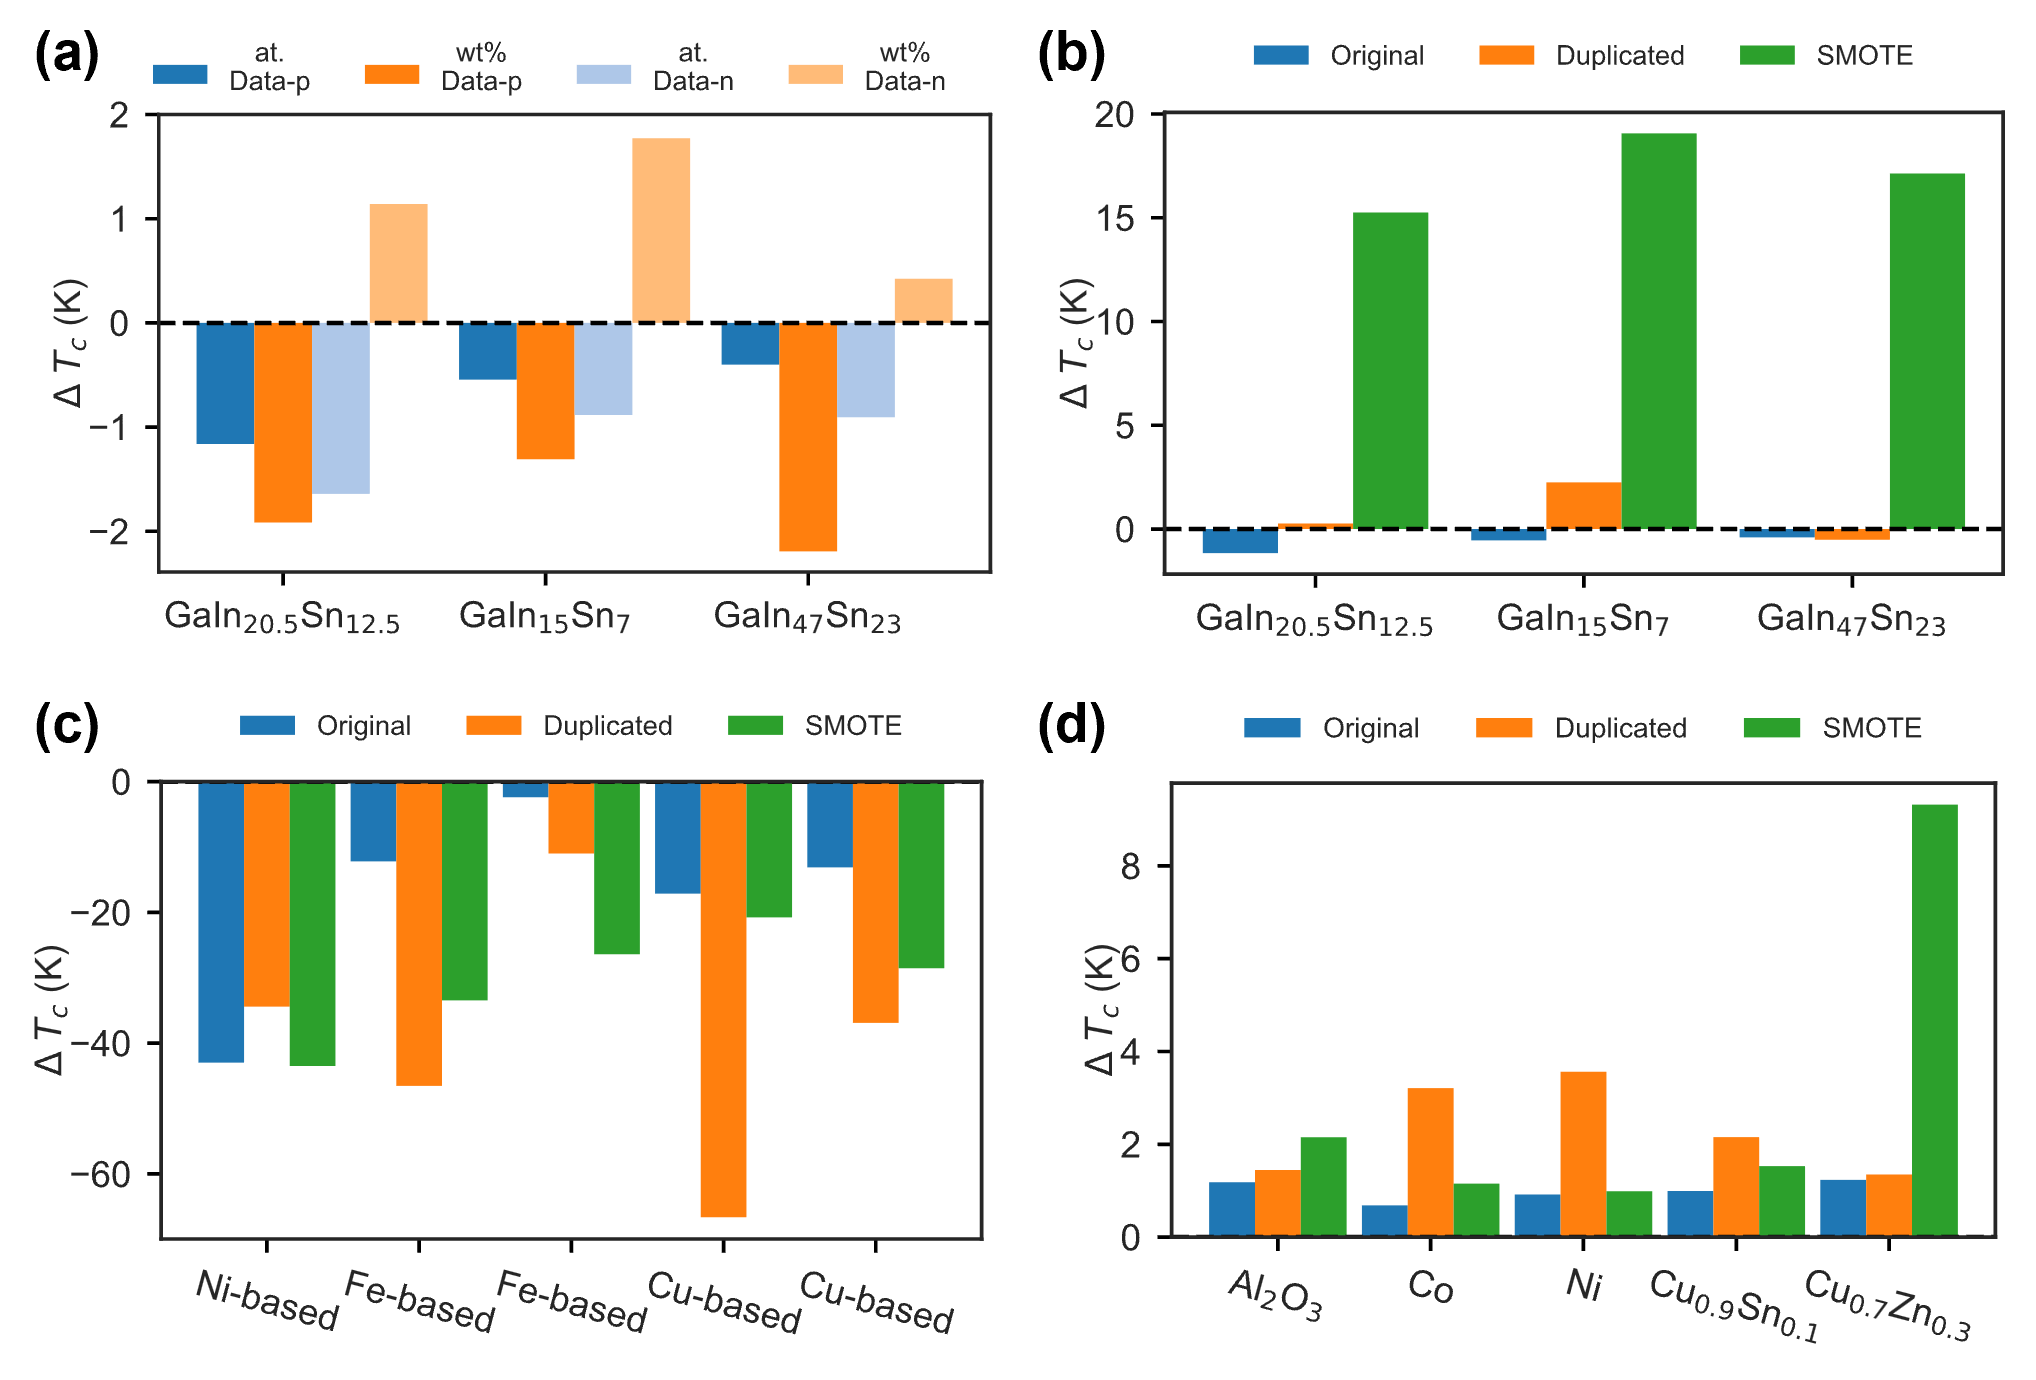 (a)
at. Data-p
wt% Data-p
at. Data-n
wt% Data-n
2
1
0
−1
−2
Δ T_c (K)
GaIn₂₀.₅Sn₁₂.₅ GaIn₁₅Sn₇ GaIn₄₇Sn₂₃
(b)
Original Duplicated SMOTE
20
15
10
5
0
Δ T_c (K)
GaIn₂₀.₅Sn₁₂.₅ GaIn₁₅Sn₇ GaIn₄₇Sn₂₃
(c)
Original Duplicated SMOTE
0
−20
−40
−60
Δ T_c (K)
Ni-based Fe-based Fe-based Cu-based Cu-based
(d)
Original Duplicated SMOTE
8
6
4
2
0
Δ T_c (K)
Al₂O₃ Co Ni Cu₀.₉Sn₀.₁ Cu₀.₇Zn₀.₃